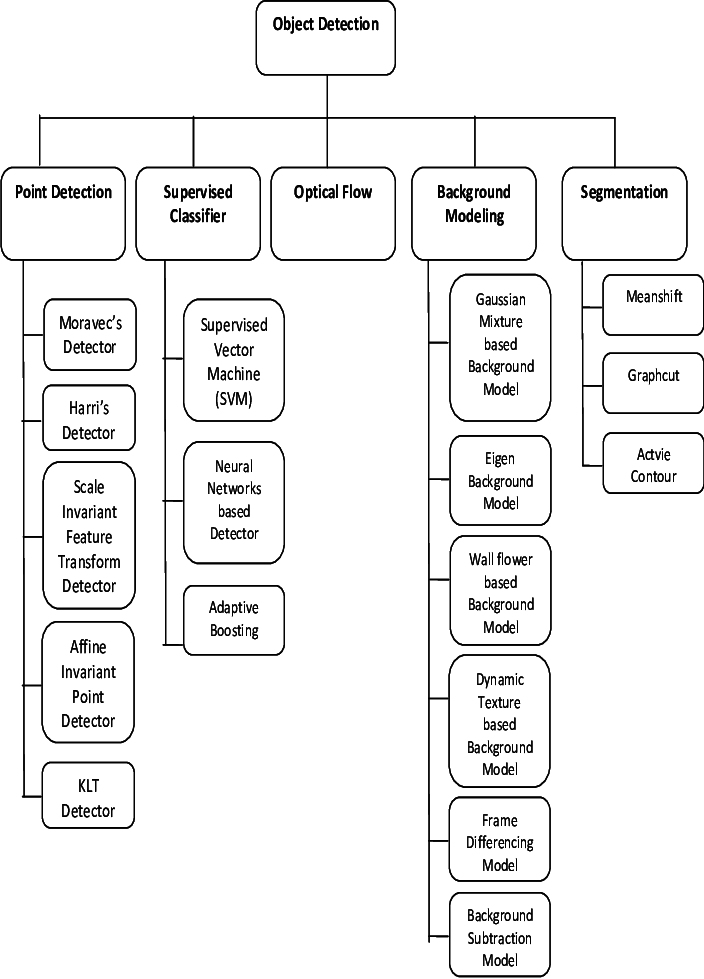 Object Detection
Point Detection
Supervised
Classifier
Optical Flow
Background
Modeling
Segmentation
Moravec's
Detector
Harri's
Detector
Scale
Invariant
Feature
Transform
Detector
Affine
Invariant
Point
Detector
KLT
Detector
Supervised
Vector
Machine
(SVM)
Neural
Networks
based
Detector
Adaptive
Boosting
Gaussian
Mixture
based
Background
Model
Eigen
Background
Model
Wall flower
based
Background
Model
Dynamic
Texture
based
Background
Model
Frame
Differencing
Model
Background
Subtraction
Model
Meanshift
Graphcut
Actvie
Contour